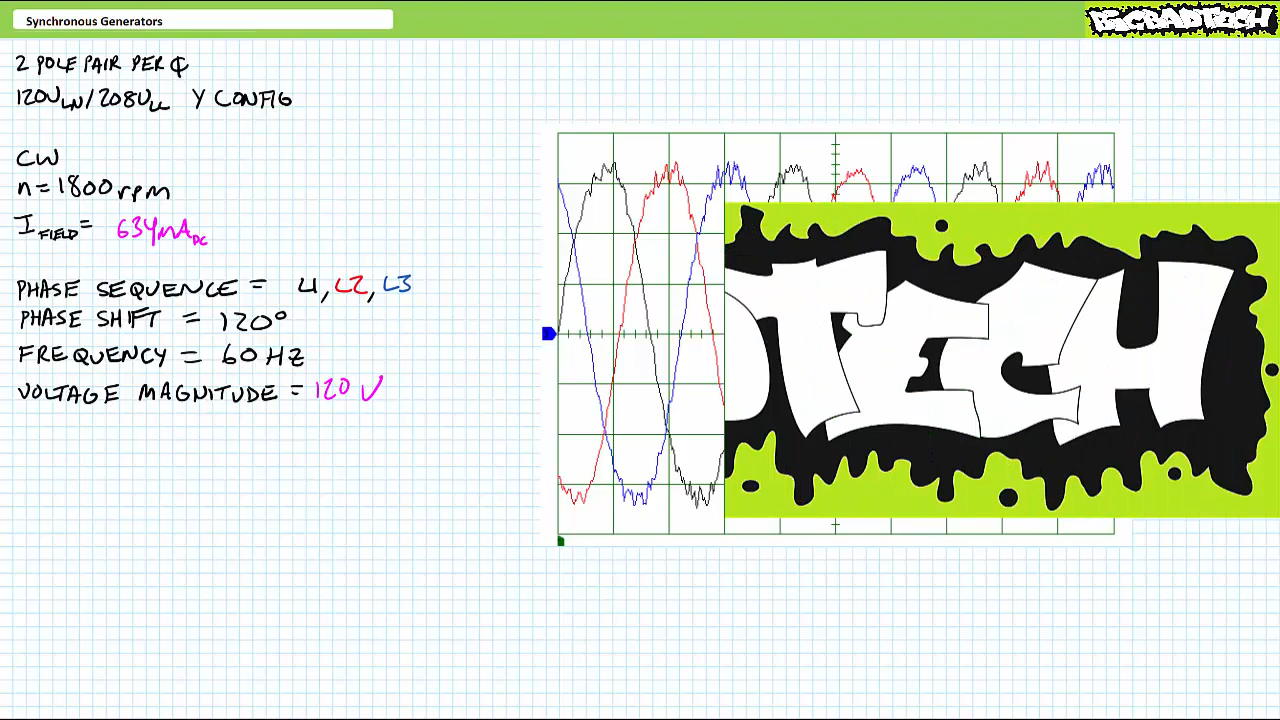 Synchronous Generators
BIGBADTECH
2 POLE PAIR PER ⌽
120V LN/208V LL Y CONFIG
CW
n = 1800 rpm
I FIELD = 634mA DC
PHASE SEQUENCE = L1, L2, L3
PHASE SHIFT = 120°
FREQUENCY = 60 HZ
VOLTAGE MAGNITUDE = 120 V
TECH